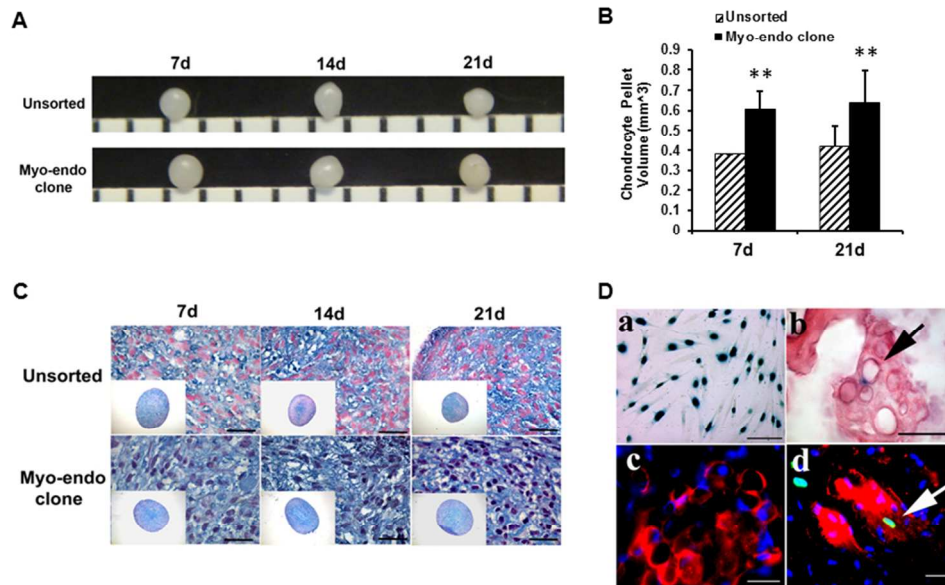 A
7d 14d 21d
Unsorted
Myo-endo
clone
B
Unsorted
Myo-endo clone
Chondrocyte Pellet
Volume (mm^3)
0.9
0.8
0.7
0.6
0.5
0.4
0.3
0.2
0.1
0
**
**
7d 21d
C
7d 14d 21d
Unsorted
Myo-endo
clone
D
a
b
c
d